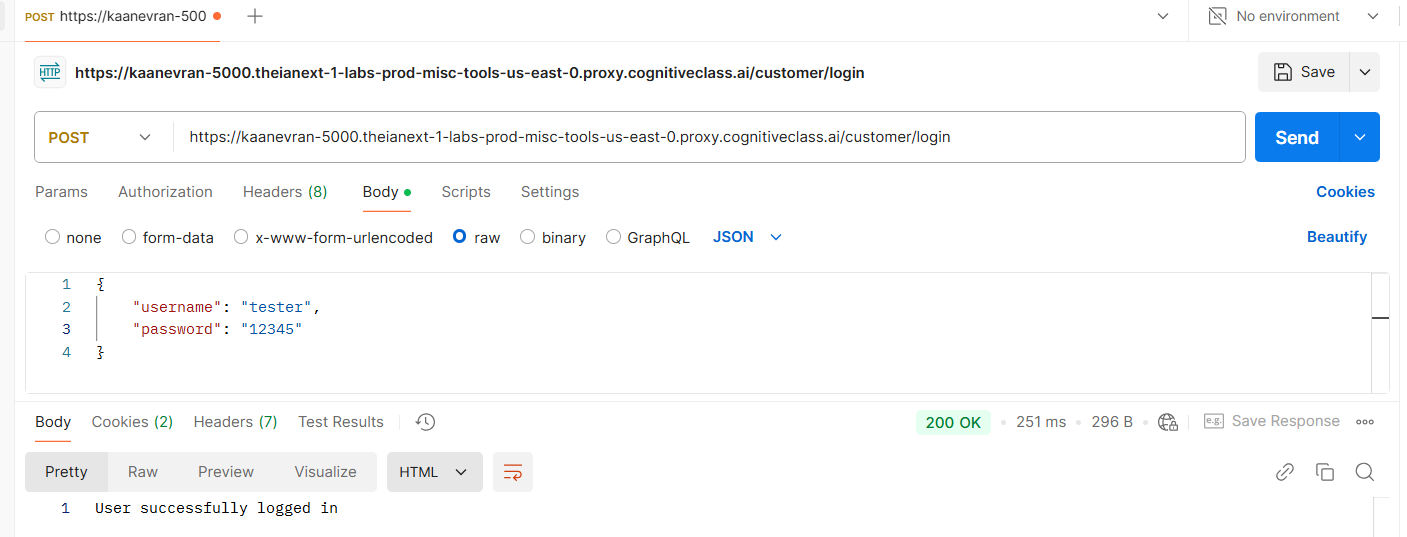 POST https://kaanevran-500
No environment
HTTP https://kaanevran-5000.theianext-1-labs-prod-misc-tools-us-east-0.proxy.cognitiveclass.ai/customer/login Save
POST https://kaanevran-5000.theianext-1-labs-prod-misc-tools-us-east-0.proxy.cognitiveclass.ai/customer/login Send
Params Authorization Headers (8) Body Scripts Settings Cookies
none form-data x-www-form-urlencoded raw binary GraphQL JSON Beautify
1 {
2 "username": "tester",
3 "password": "12345"
4 }
Body Cookies (2) Headers (7) Test Results 200 OK 251 ms 296 B e.g. Save Response
Pretty Raw Preview Visualize HTML
1 User successfully logged in